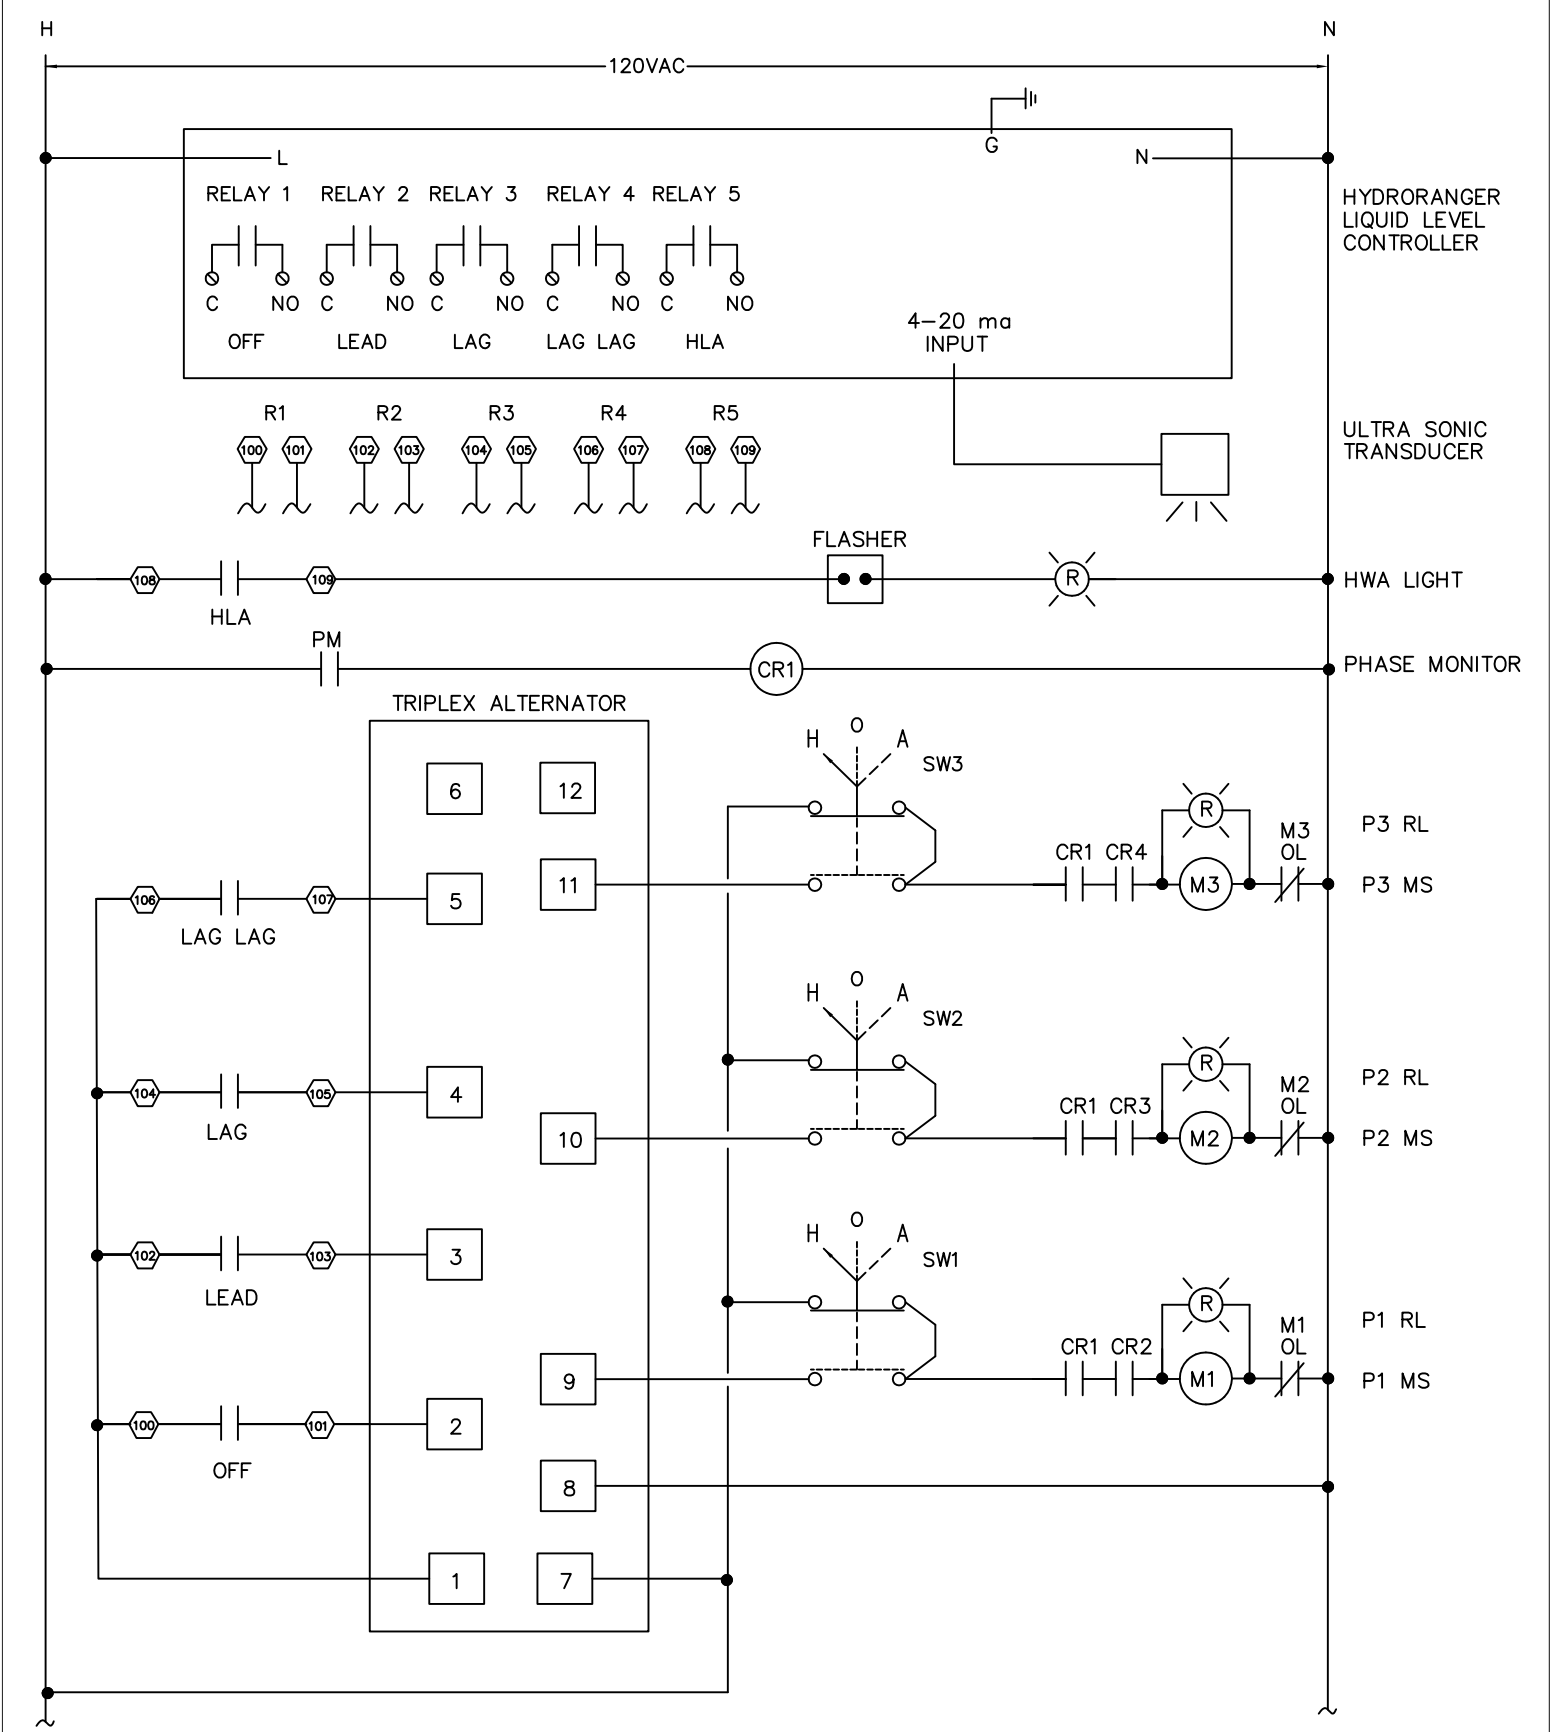 H
N
120VAC
G
L
N
RELAY 1 RELAY 2 RELAY 3 RELAY 4 RELAY 5
C NO C NO C NO C NO C NO
OFF LEAD LAG LAG LAG HLA
4-20 ma
INPUT
HYDRORANGER
LIQUID LEVEL
CONTROLLER
R1 R2 R3 R4 R5
100 101 102 103 104 105 106 107 108 109
ULTRA SONIC
TRANSDUCER
FLASHER
108
109
R
HWA LIGHT
HLA
PM
CR1
PHASE MONITOR
TRIPLEX ALTERNATOR
O
H A
SW3
6
12
R
P3 RL
M3
OL
CR1 CR4
106
107
5
11
M3
P3 MS
LAG LAG
O
H A
SW2
R
P2 RL
M2
OL
CR1 CR3
104
105
4
10
M2
P2 MS
LAG
O
H A
SW1
102
103
3
LEAD
R
P1 RL
M1
OL
CR1 CR2
9
M1
P1 MS
100
101
2
OFF
8
1
7